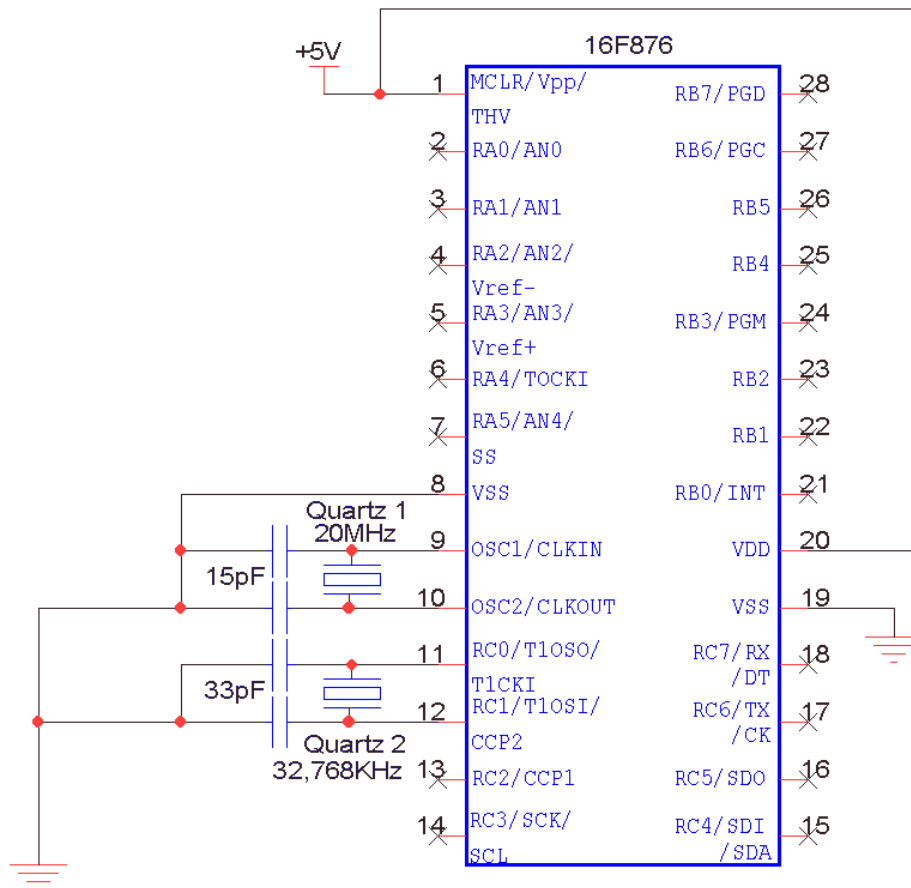 16F876
+5V
1
MCLR/Vpp/
THV
RB7/PGD
28
2
RA0/AN0
RB6/PGC
27
3
RA1/AN1
RB5
26
4
RA2/AN2/
Vref-
RB4
25
5
RA3/AN3/
Vref+
RB3/PGM
24
6
RA4/TOCKI
RB2
23
7
RA5/AN4/
SS
RB1
22
8
VSS
RB0/INT
21
Quartz 1
20MHz
9
OSC1/CLKIN
VDD
20
15pF
10
OSC2/CLKOUT
VSS
19
11
RC0/T1OSO/
T1CKI
RC7/RX
/DT
18
33pF
12
RC1/T1OSI/
CCP2
RC6/TX
/CK
17
Quartz 2
32,768KHz
13
RC2/CCP1
RC5/SDO
16
14
RC3/SCK/
SCL
RC4/SDI
/SDA
15